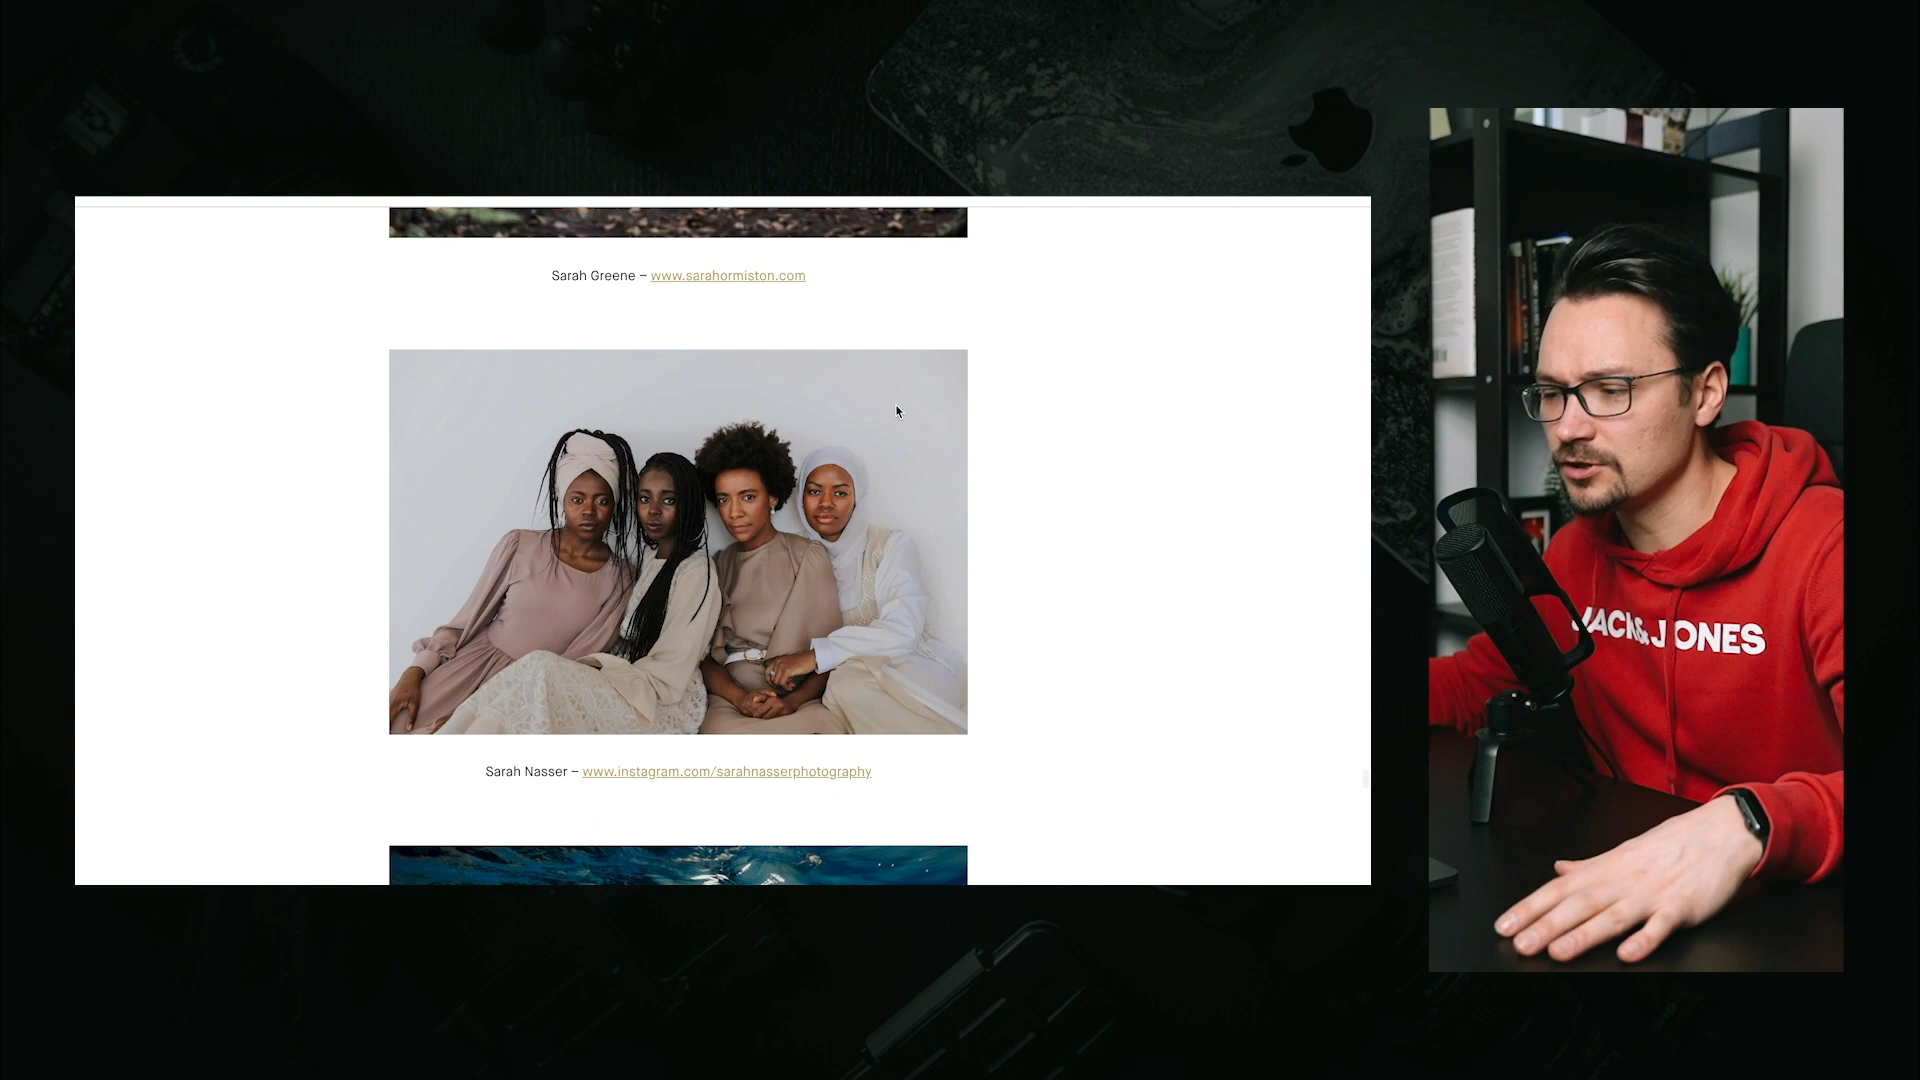 Sarah Greene – www.sarahormiston.com
Sarah Nasser – www.instagram.com/sarahnasserphotography
JACK & JONES